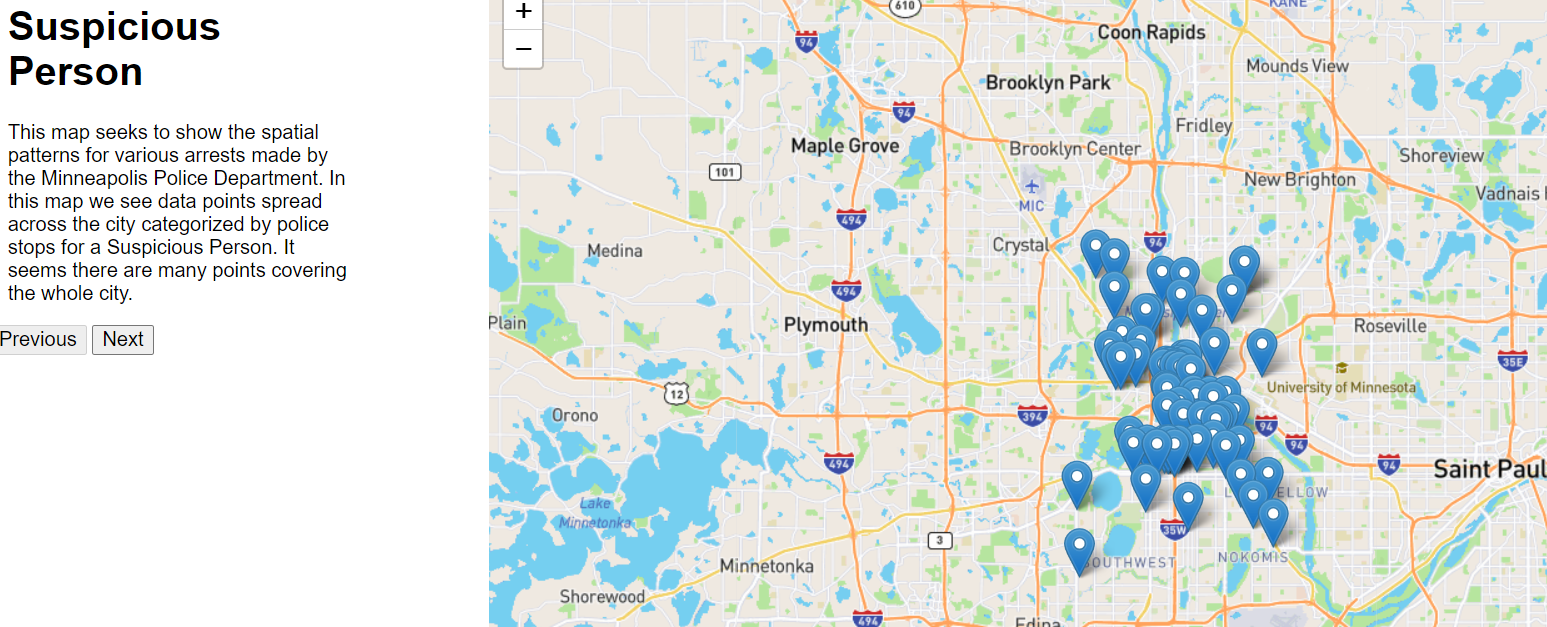 Suspicious
Person
This map seeks to show the spatial
patterns for various arrests made by
the Minneapolis Police Department. In
this map we see data points spread
across the city categorized by police
stops for a Suspicious Person. It
seems there are many points covering
the whole city.
Previous Next
+
−
610
KANE
94
Coon Rapids
Mounds View
Brooklyn Park
94
Fridley
Maple Grove
Brooklyn Center
Shoreview
101
New Brighton
Vadnais
MIC
494
Crystal
94
Medina
494
Plain
Plymouth
Roseville
35E
University of Minnesota
12
Orono
394
94
94
494
94
Saint Paul
Lake
Minnetonka
35W
3
SOUTHWEST
NOKOMIS
Minnetonka
Shorewood
494
Edina